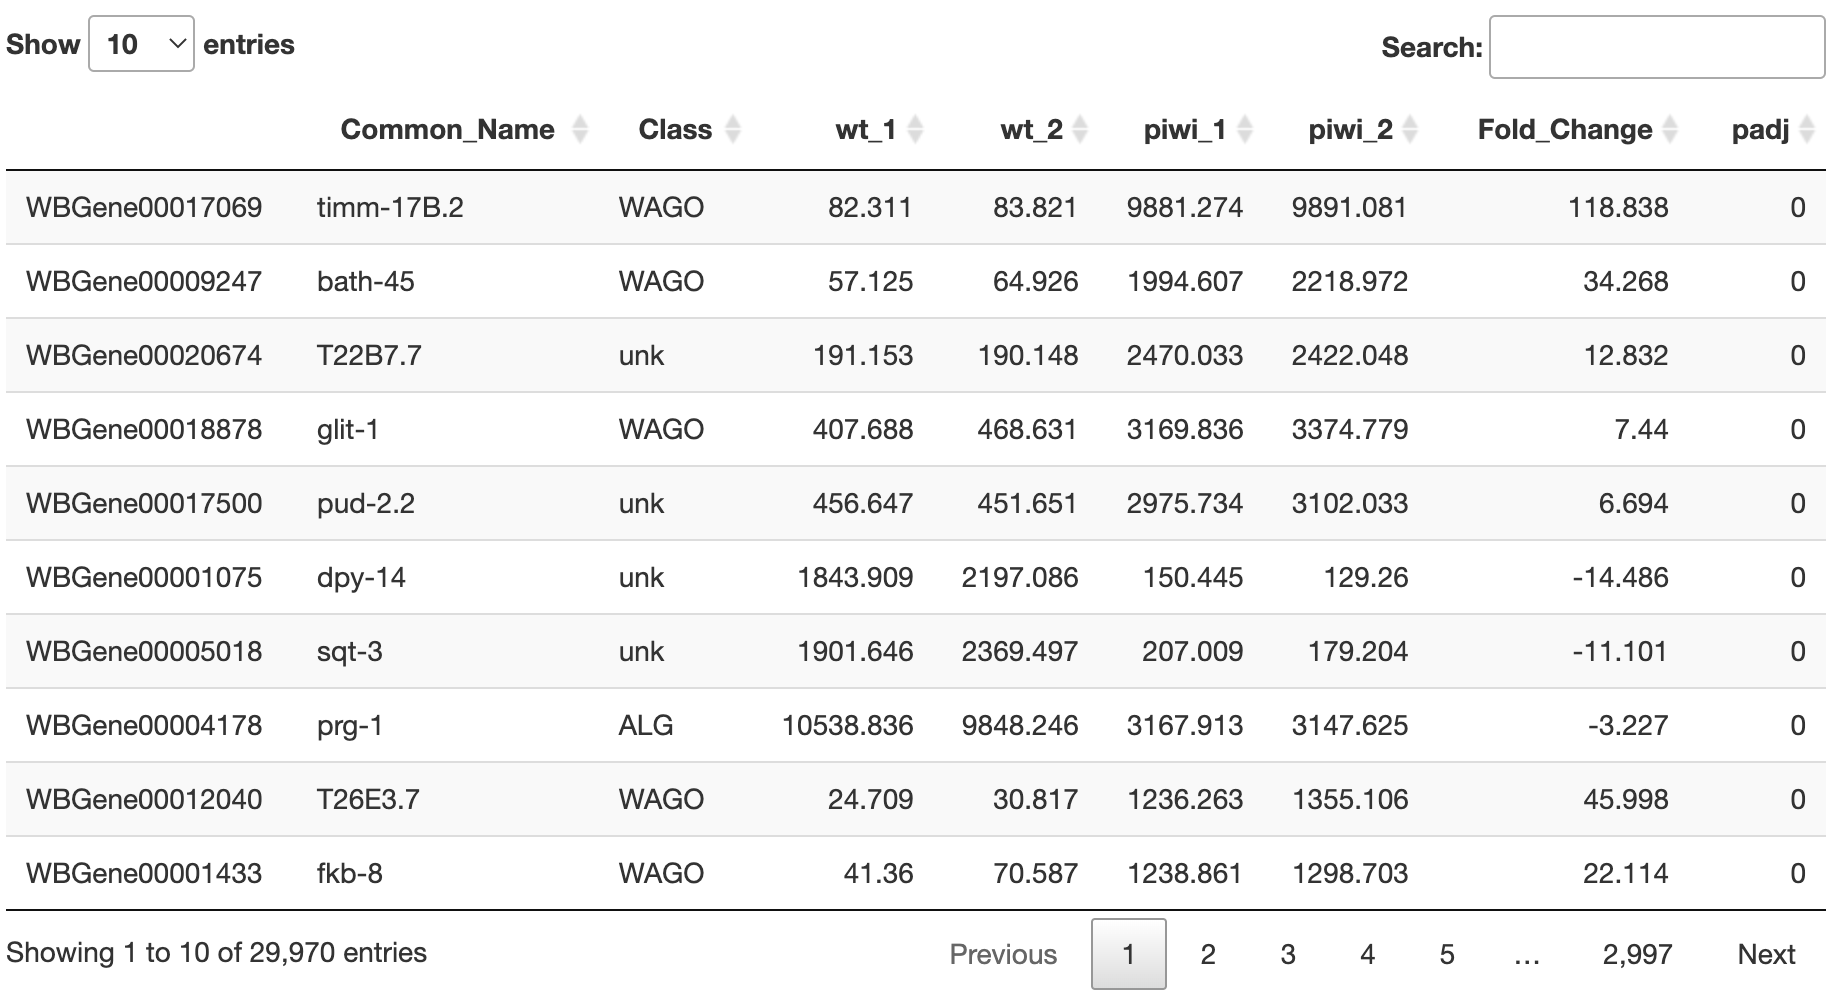 Show 10 entries Search:
Common_Name Class wt_1 wt_2 piwi_1 piwi_2 Fold_Change padj
WBGene00017069 timm-17B.2 WAGO 82.311 83.821 9881.274 9891.081 118.838 0
WBGene00009247 bath-45 WAGO 57.125 64.926 1994.607 2218.972 34.268 0
WBGene00020674 T22B7.7 unk 191.153 190.148 2470.033 2422.048 12.832 0
WBGene00018878 glit-1 WAGO 407.688 468.631 3169.836 3374.779 7.44 0
WBGene00017500 pud-2.2 unk 456.647 451.651 2975.734 3102.033 6.694 0
WBGene00001075 dpy-14 unk 1843.909 2197.086 150.445 129.26 -14.486 0
WBGene00005018 sqt-3 unk 1901.646 2369.497 207.009 179.204 -11.101 0
WBGene00004178 prg-1 ALG 10538.836 9848.246 3167.913 3147.625 -3.227 0
WBGene00012040 T26E3.7 WAGO 24.709 30.817 1236.263 1355.106 45.998 0
WBGene00001433 fkb-8 WAGO 41.36 70.587 1238.861 1298.703 22.114 0
Showing 1 to 10 of 29,970 entries Previous 1 2 3 4 5 … 2,997 Next